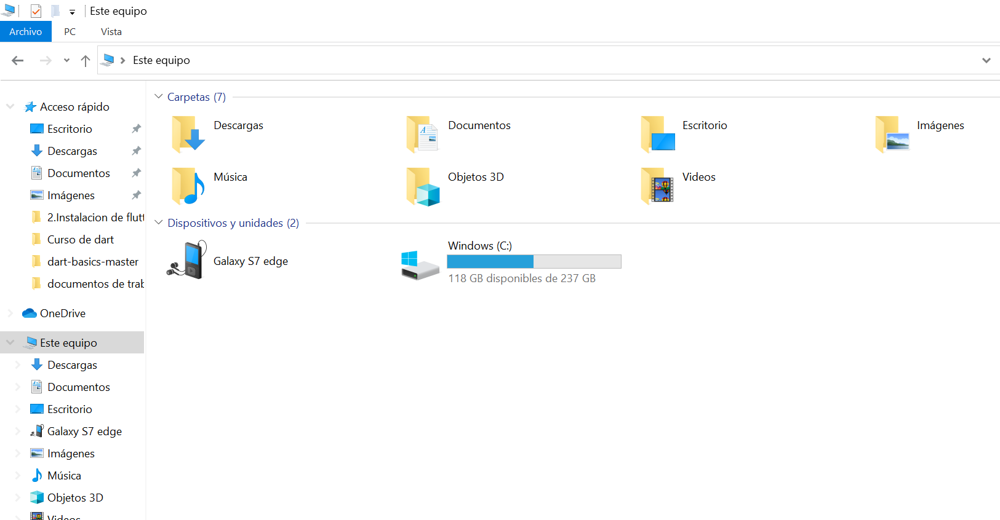 Este equipo
Archivo PC Vista
Este equipo
Acceso rápido
Escritorio
Descargas
Documentos
Imágenes
2.Instalacion de flutt
Curso de dart
dart-basics-master
documentos de trab
OneDrive
Este equipo
Descargas
Documentos
Escritorio
Galaxy S7 edge
Imágenes
Música
Objetos 3D
Videos
Carpetas (7)
Descargas Documentos Escritorio Imágenes
Música Objetos 3D Videos
Dispositivos y unidades (2)
Galaxy S7 edge
Windows (C:)
118 GB disponibles de 237 GB